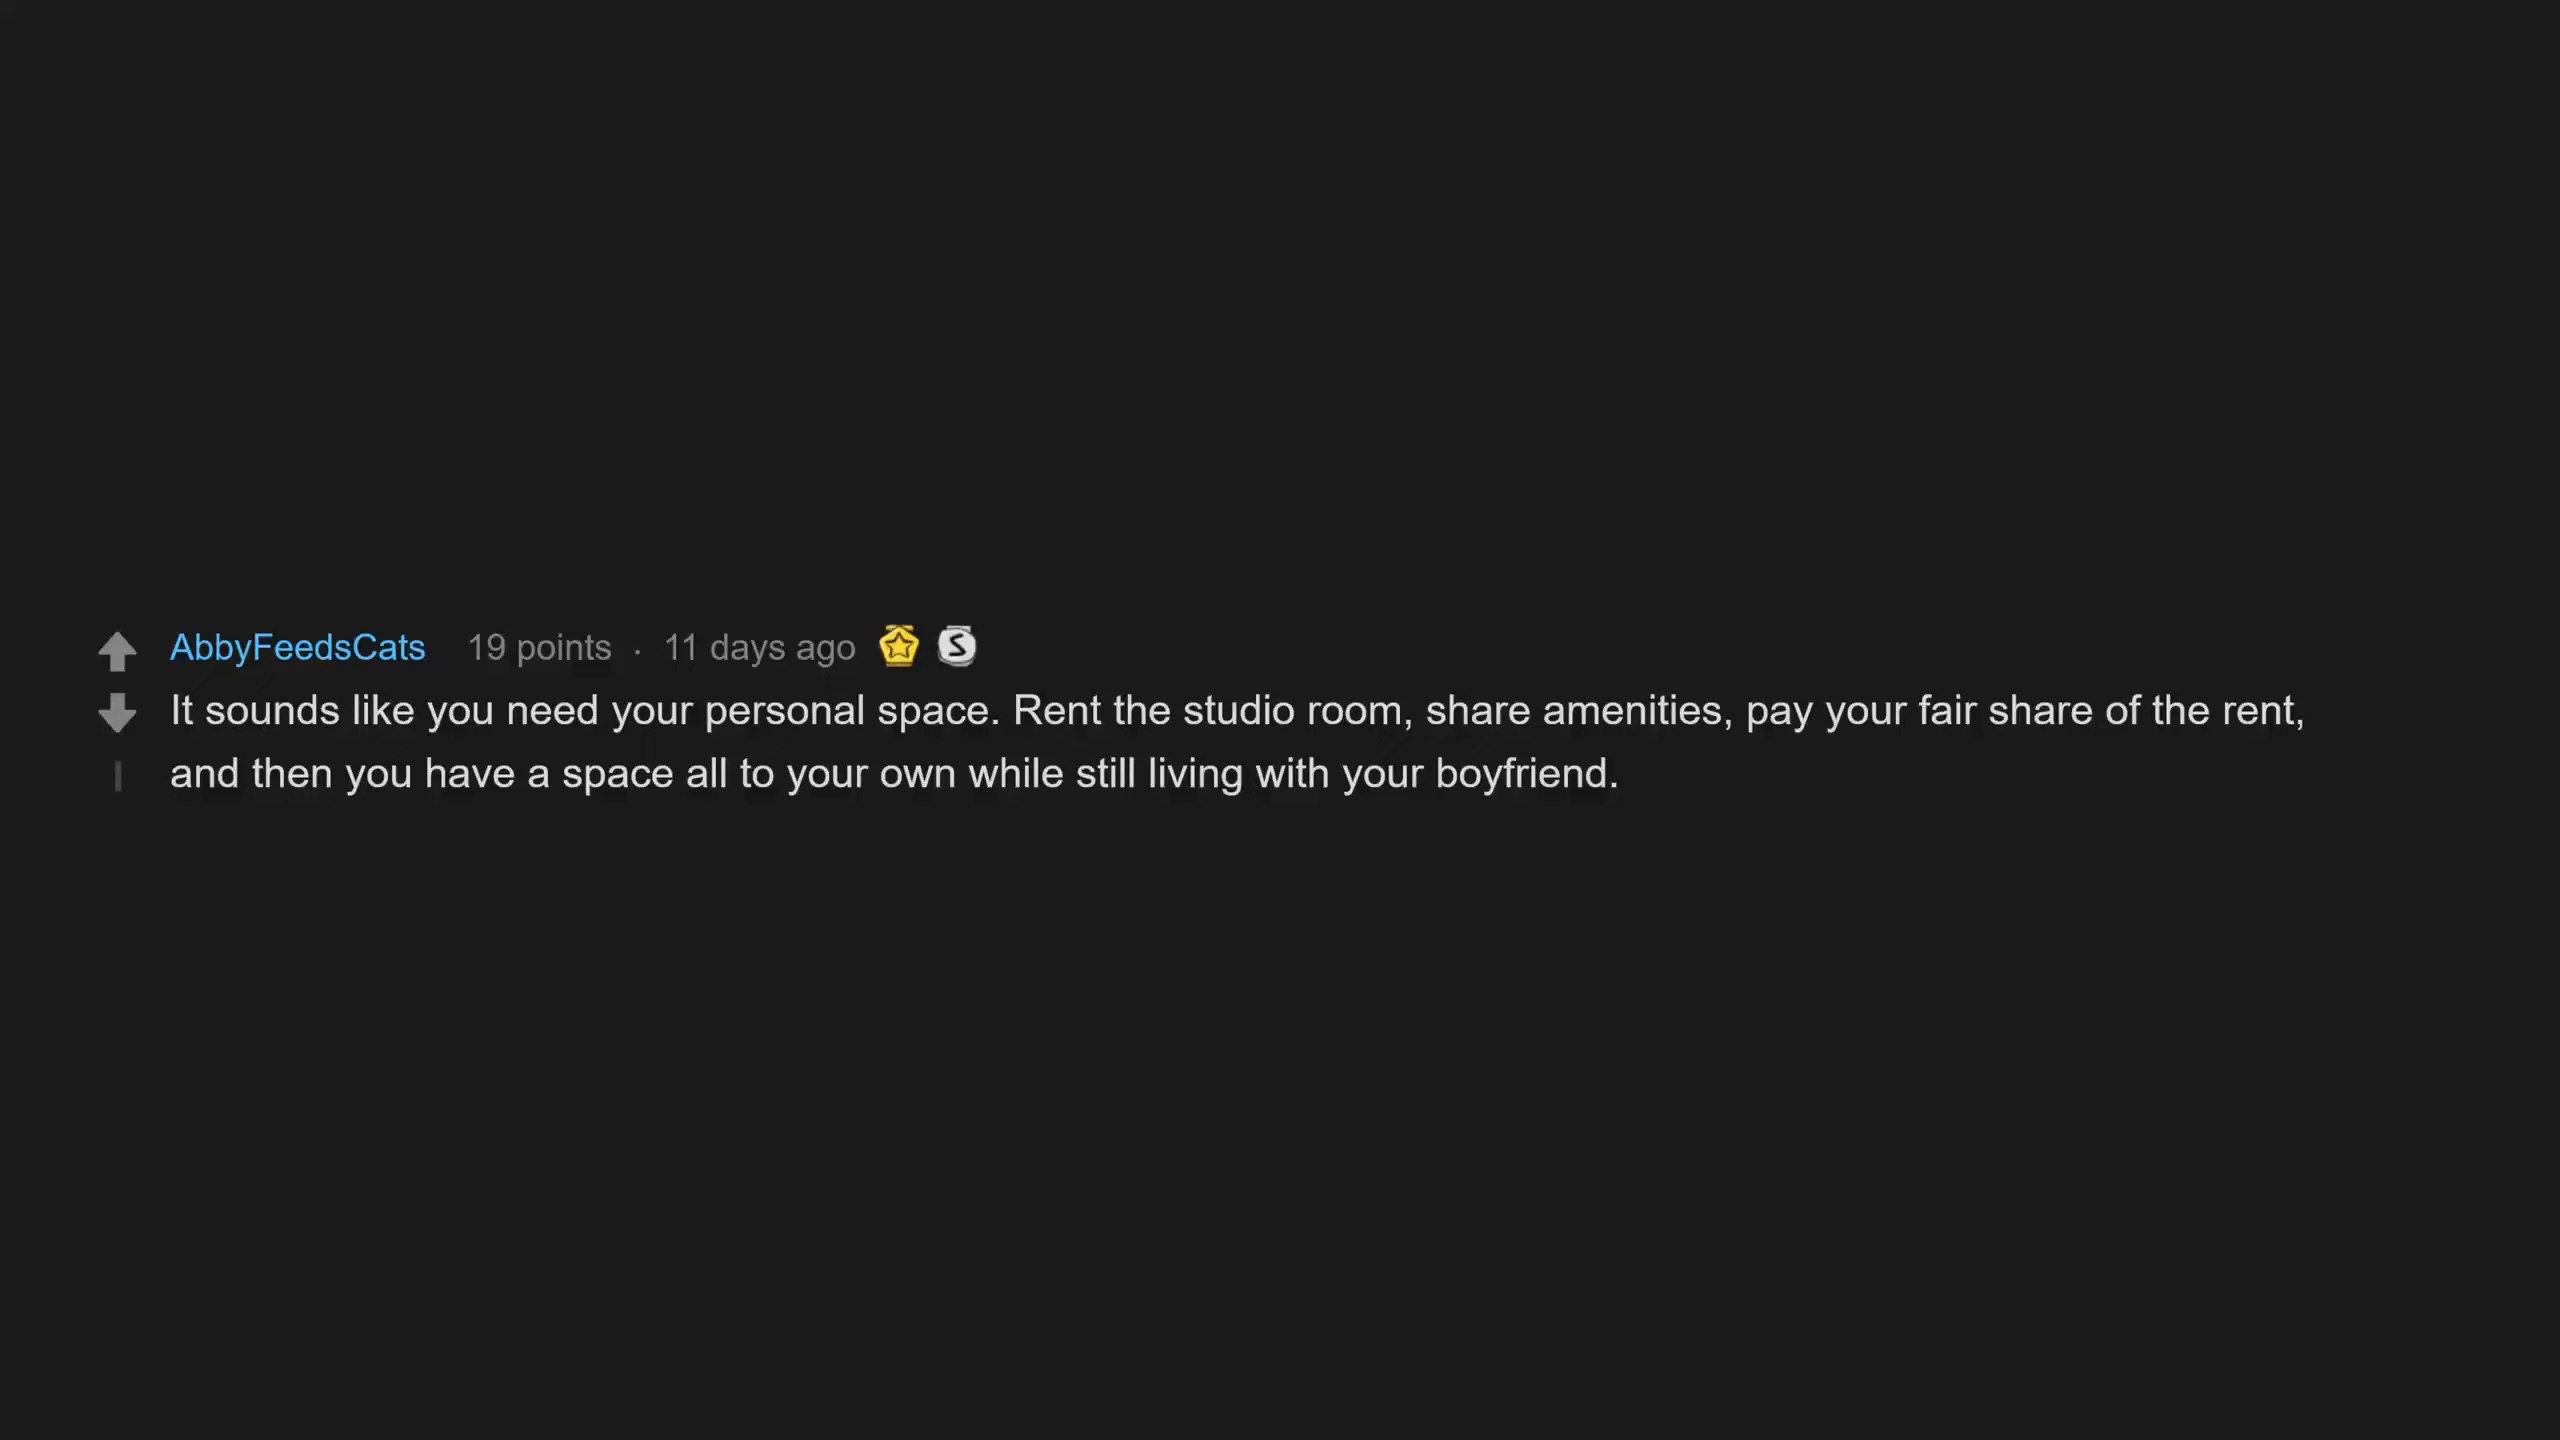 AbbyFeedsCats 19 points · 11 days ago S
It sounds like you need your personal space. Rent the studio room, share amenities, pay your fair share of the rent,
and then you have a space all to your own while still living with your boyfriend.